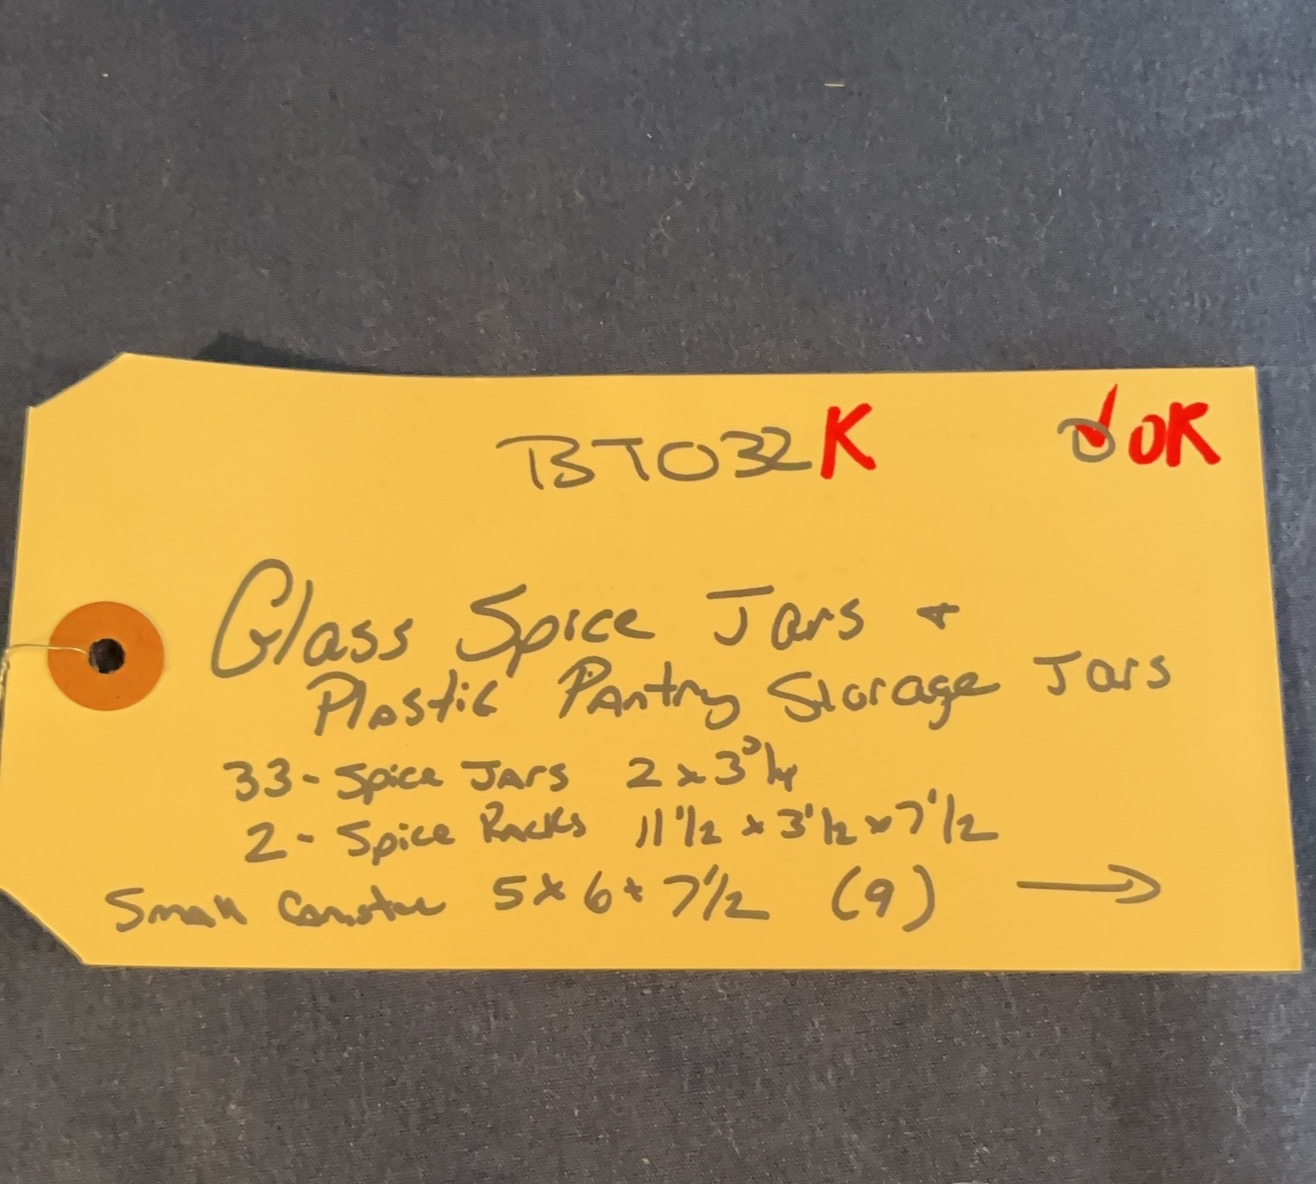 BT032K ✓ OK
Glass Spice Jars +
Plastic Pantry Storage Jars
33 - Spice Jars 2 x 3 3/4
2 - Spice Racks 11 1/2 x 3 1/2 x 7 1/2
Small Canister 5 x 6 x 7 1/2 (9) →